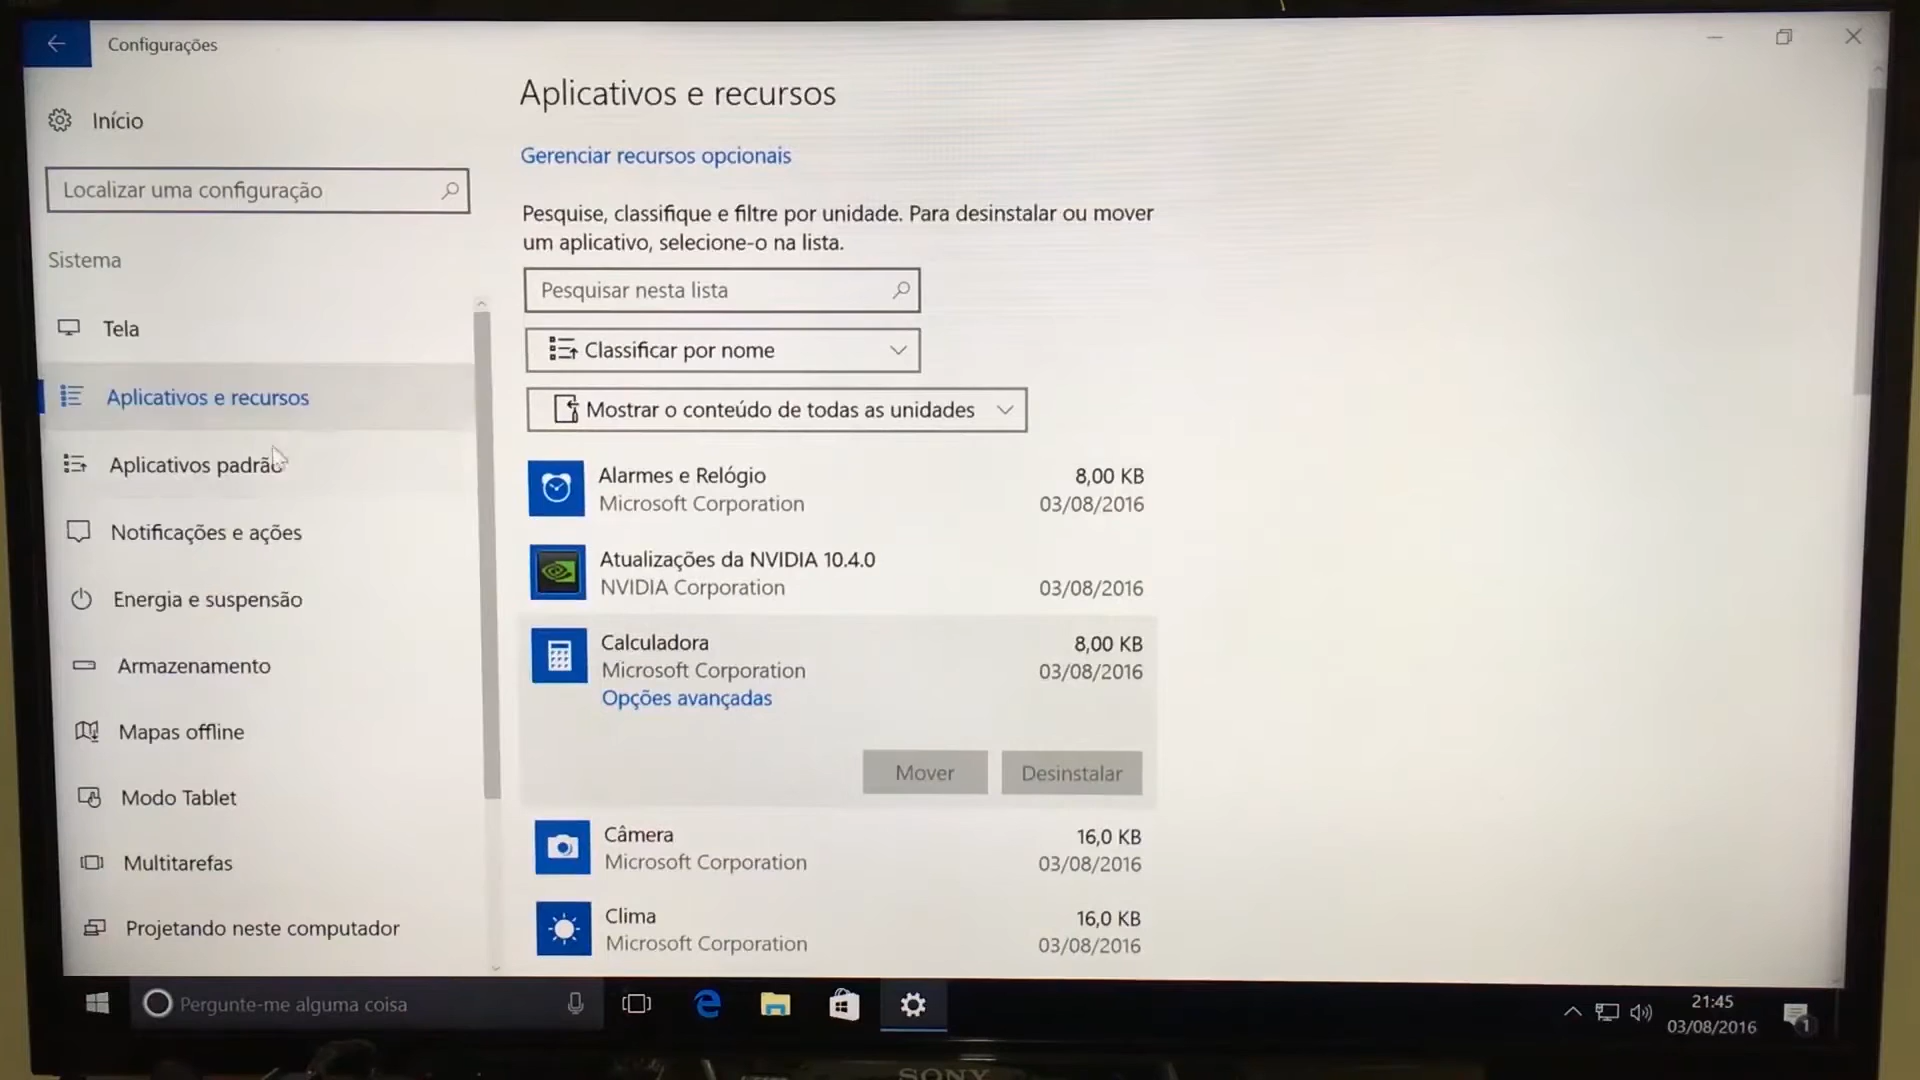 Configurações
Início
Localizar uma configuração
Sistema
Tela
Aplicativos e recursos
Aplicativos padrão
Notificações e ações
Energia e suspensão
Armazenamento
Mapas offline
Modo Tablet
Multitarefas
Projetando neste computador
Aplicativos e recursos
Gerenciar recursos opcionais
Pesquise, classifique e filtre por unidade. Para desinstalar ou mover
um aplicativo, selecione-o na lista.
Pesquisar nesta lista
Classificar por nome
Mostrar o conteúdo de todas as unidades
Alarmes e Relógio 8,00 KB
Microsoft Corporation 03/08/2016
Atualizações da NVIDIA 10.4.0
NVIDIA Corporation 03/08/2016
Calculadora 8,00 KB
Microsoft Corporation 03/08/2016
Opções avançadas
Mover Desinstalar
Câmera 16,0 KB
Microsoft Corporation 03/08/2016
Clima 16,0 KB
Microsoft Corporation 03/08/2016
Pergunte-me alguma coisa
21:45
03/08/2016
1
SONY